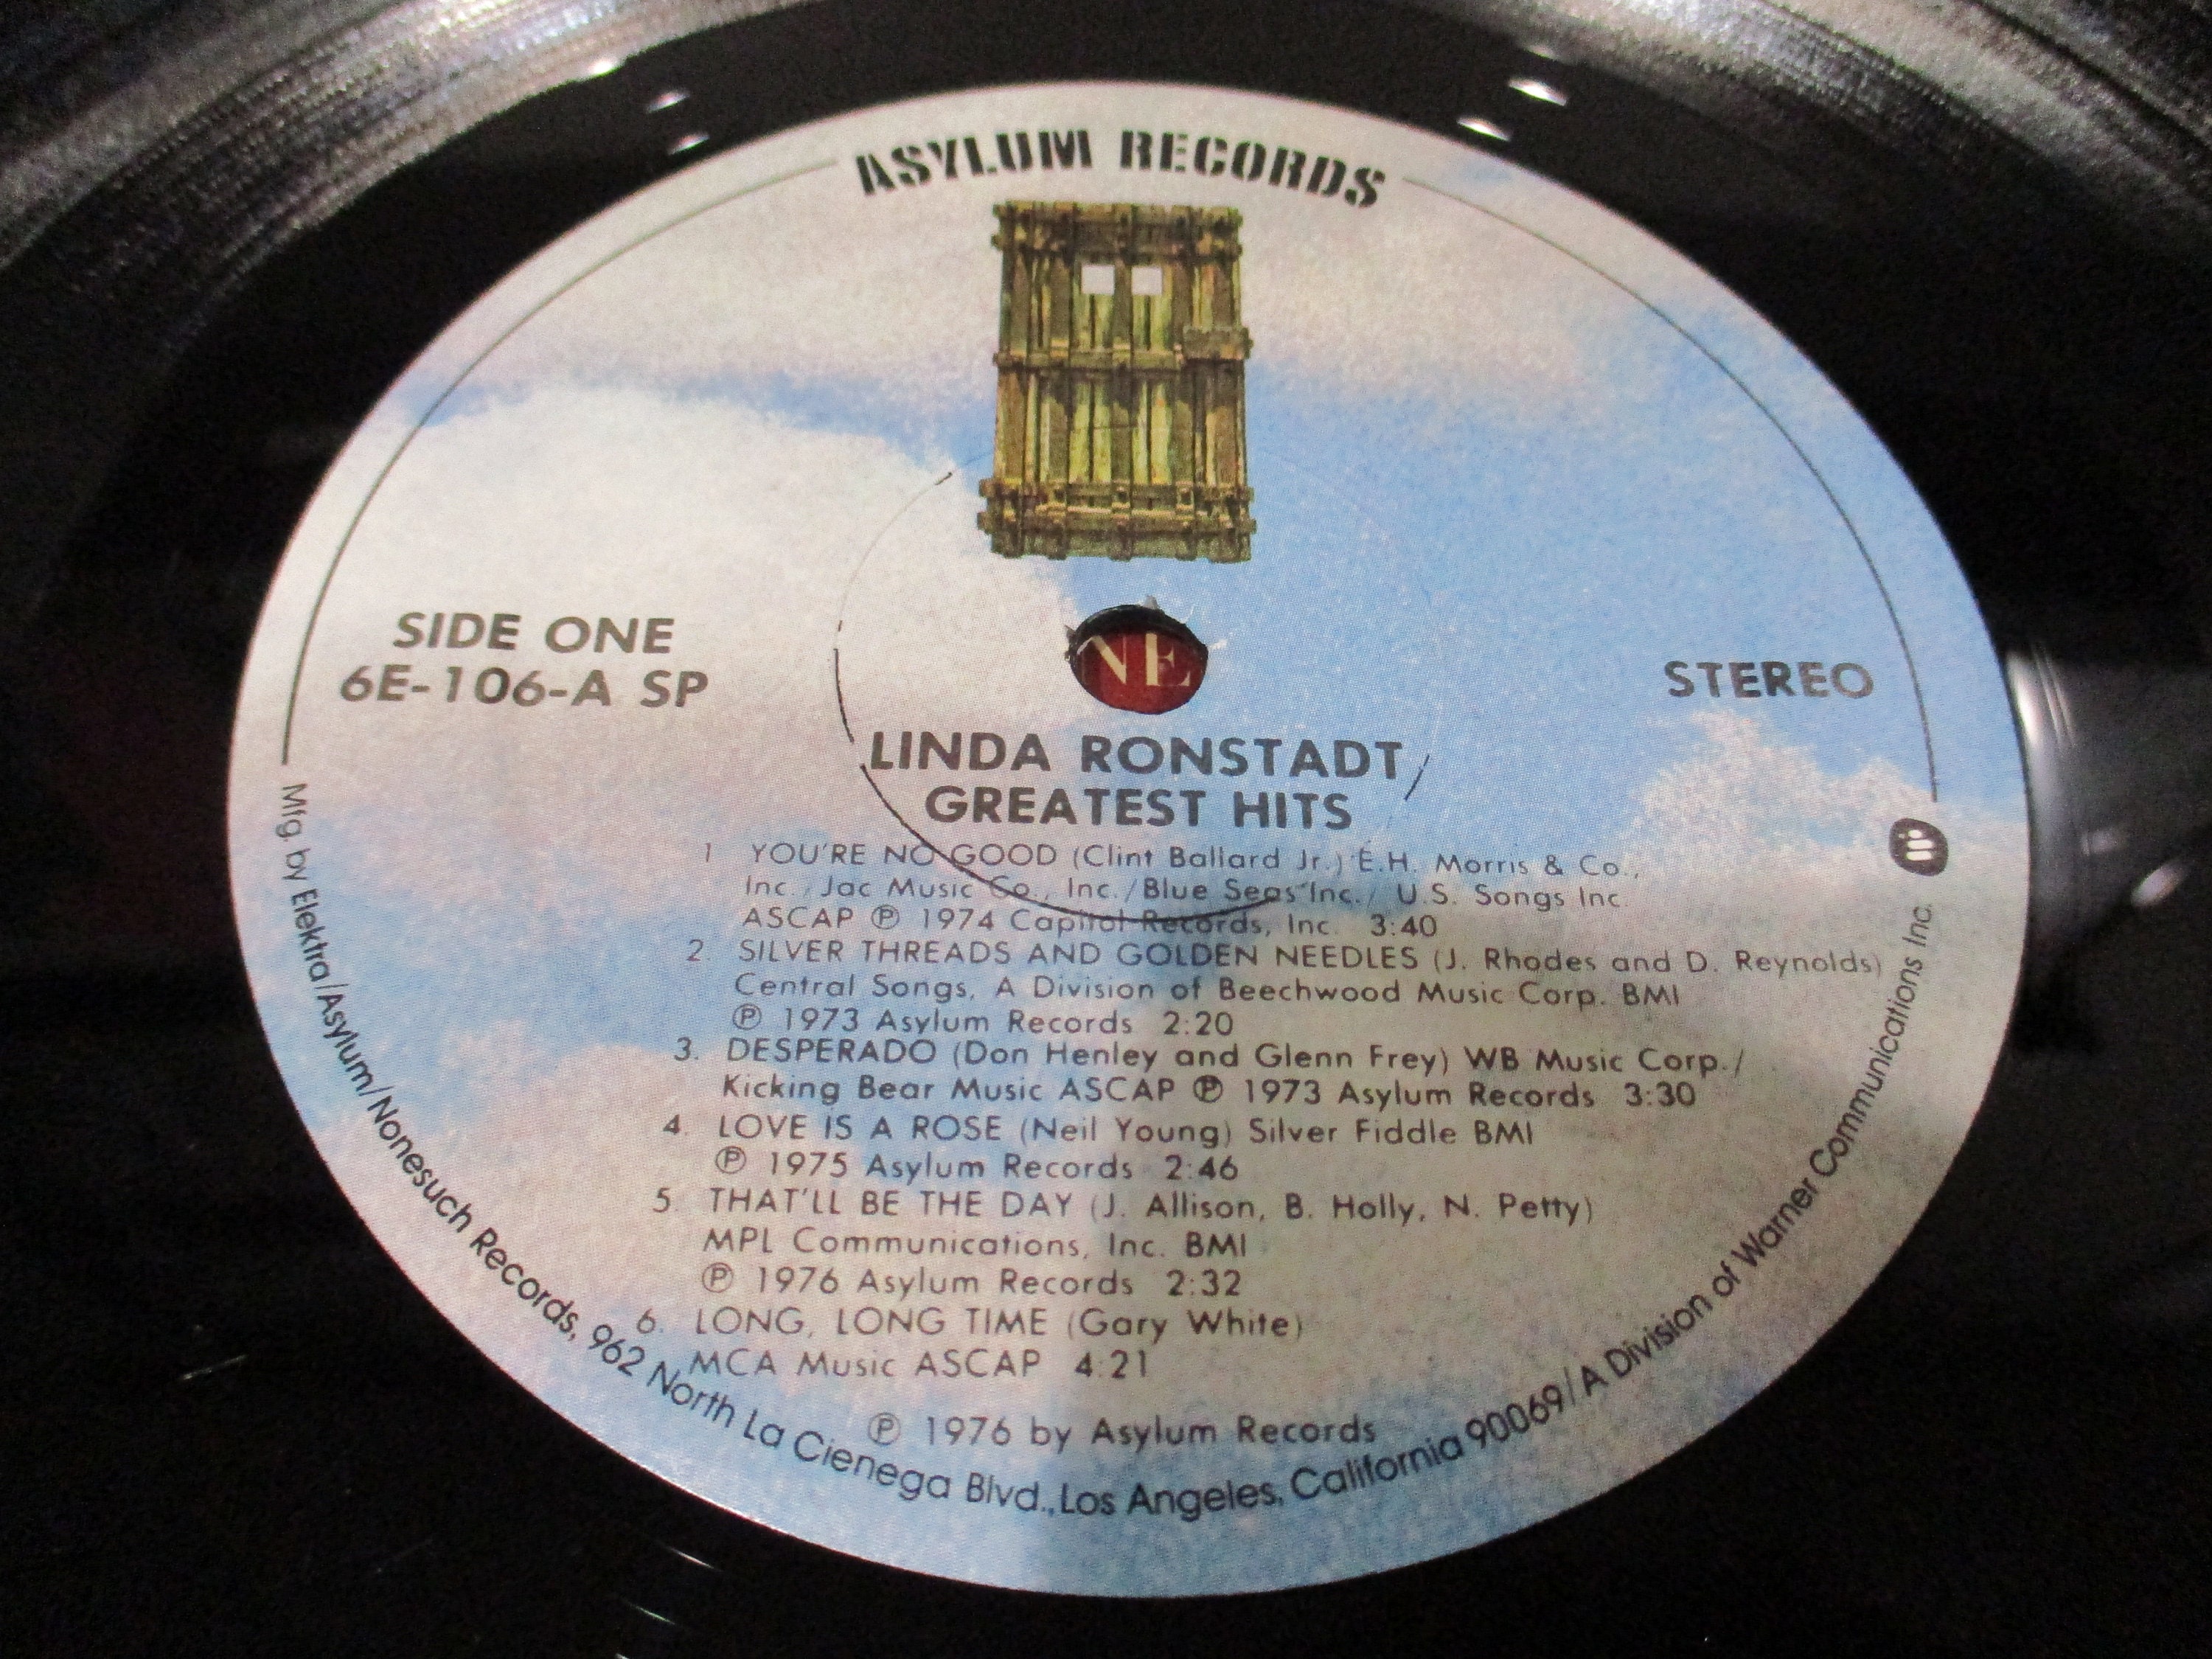 ASYLUM RECORDS
SIDE ONE
6E-106-A SP
STEREO
NE
LINDA RONSTADT
GREATEST HITS
1 YOU'RE NO GOOD (Clint Ballard Jr.) E.H. Morris & Co.,
Inc./Jac Music Co., Inc./Blue Seas Inc./ U.S. Songs Inc.
ASCAP ℗ 1974 Capitol Records, Inc. 3:40
2. SILVER THREADS AND GOLDEN NEEDLES (J. Rhodes and D. Reynolds)
Central Songs, A Division of Beechwood Music Corp. BMI
℗ 1973 Asylum Records 2:20
3. DESPERADO (Don Henley and Glenn Frey) WB Music Corp./
Kicking Bear Music ASCAP ℗ 1973 Asylum Records 3:30
4. LOVE IS A ROSE (Neil Young) Silver Fiddle BMI
℗ 1975 Asylum Records 2:46
5. THAT'LL BE THE DAY (J. Allison, B. Holly, N. Petty)
MPL Communications, Inc. BMI
℗ 1976 Asylum Records 2:32
6. LONG, LONG TIME (Gary White)
MCA Music ASCAP 4:21
℗ 1976 by Asylum Records
Mfg. by Elektra/Asylum/Nonesuch Records, 962 North La Cienega Blvd., Los Angeles, California 90069/A Division of Warner Communications Inc.